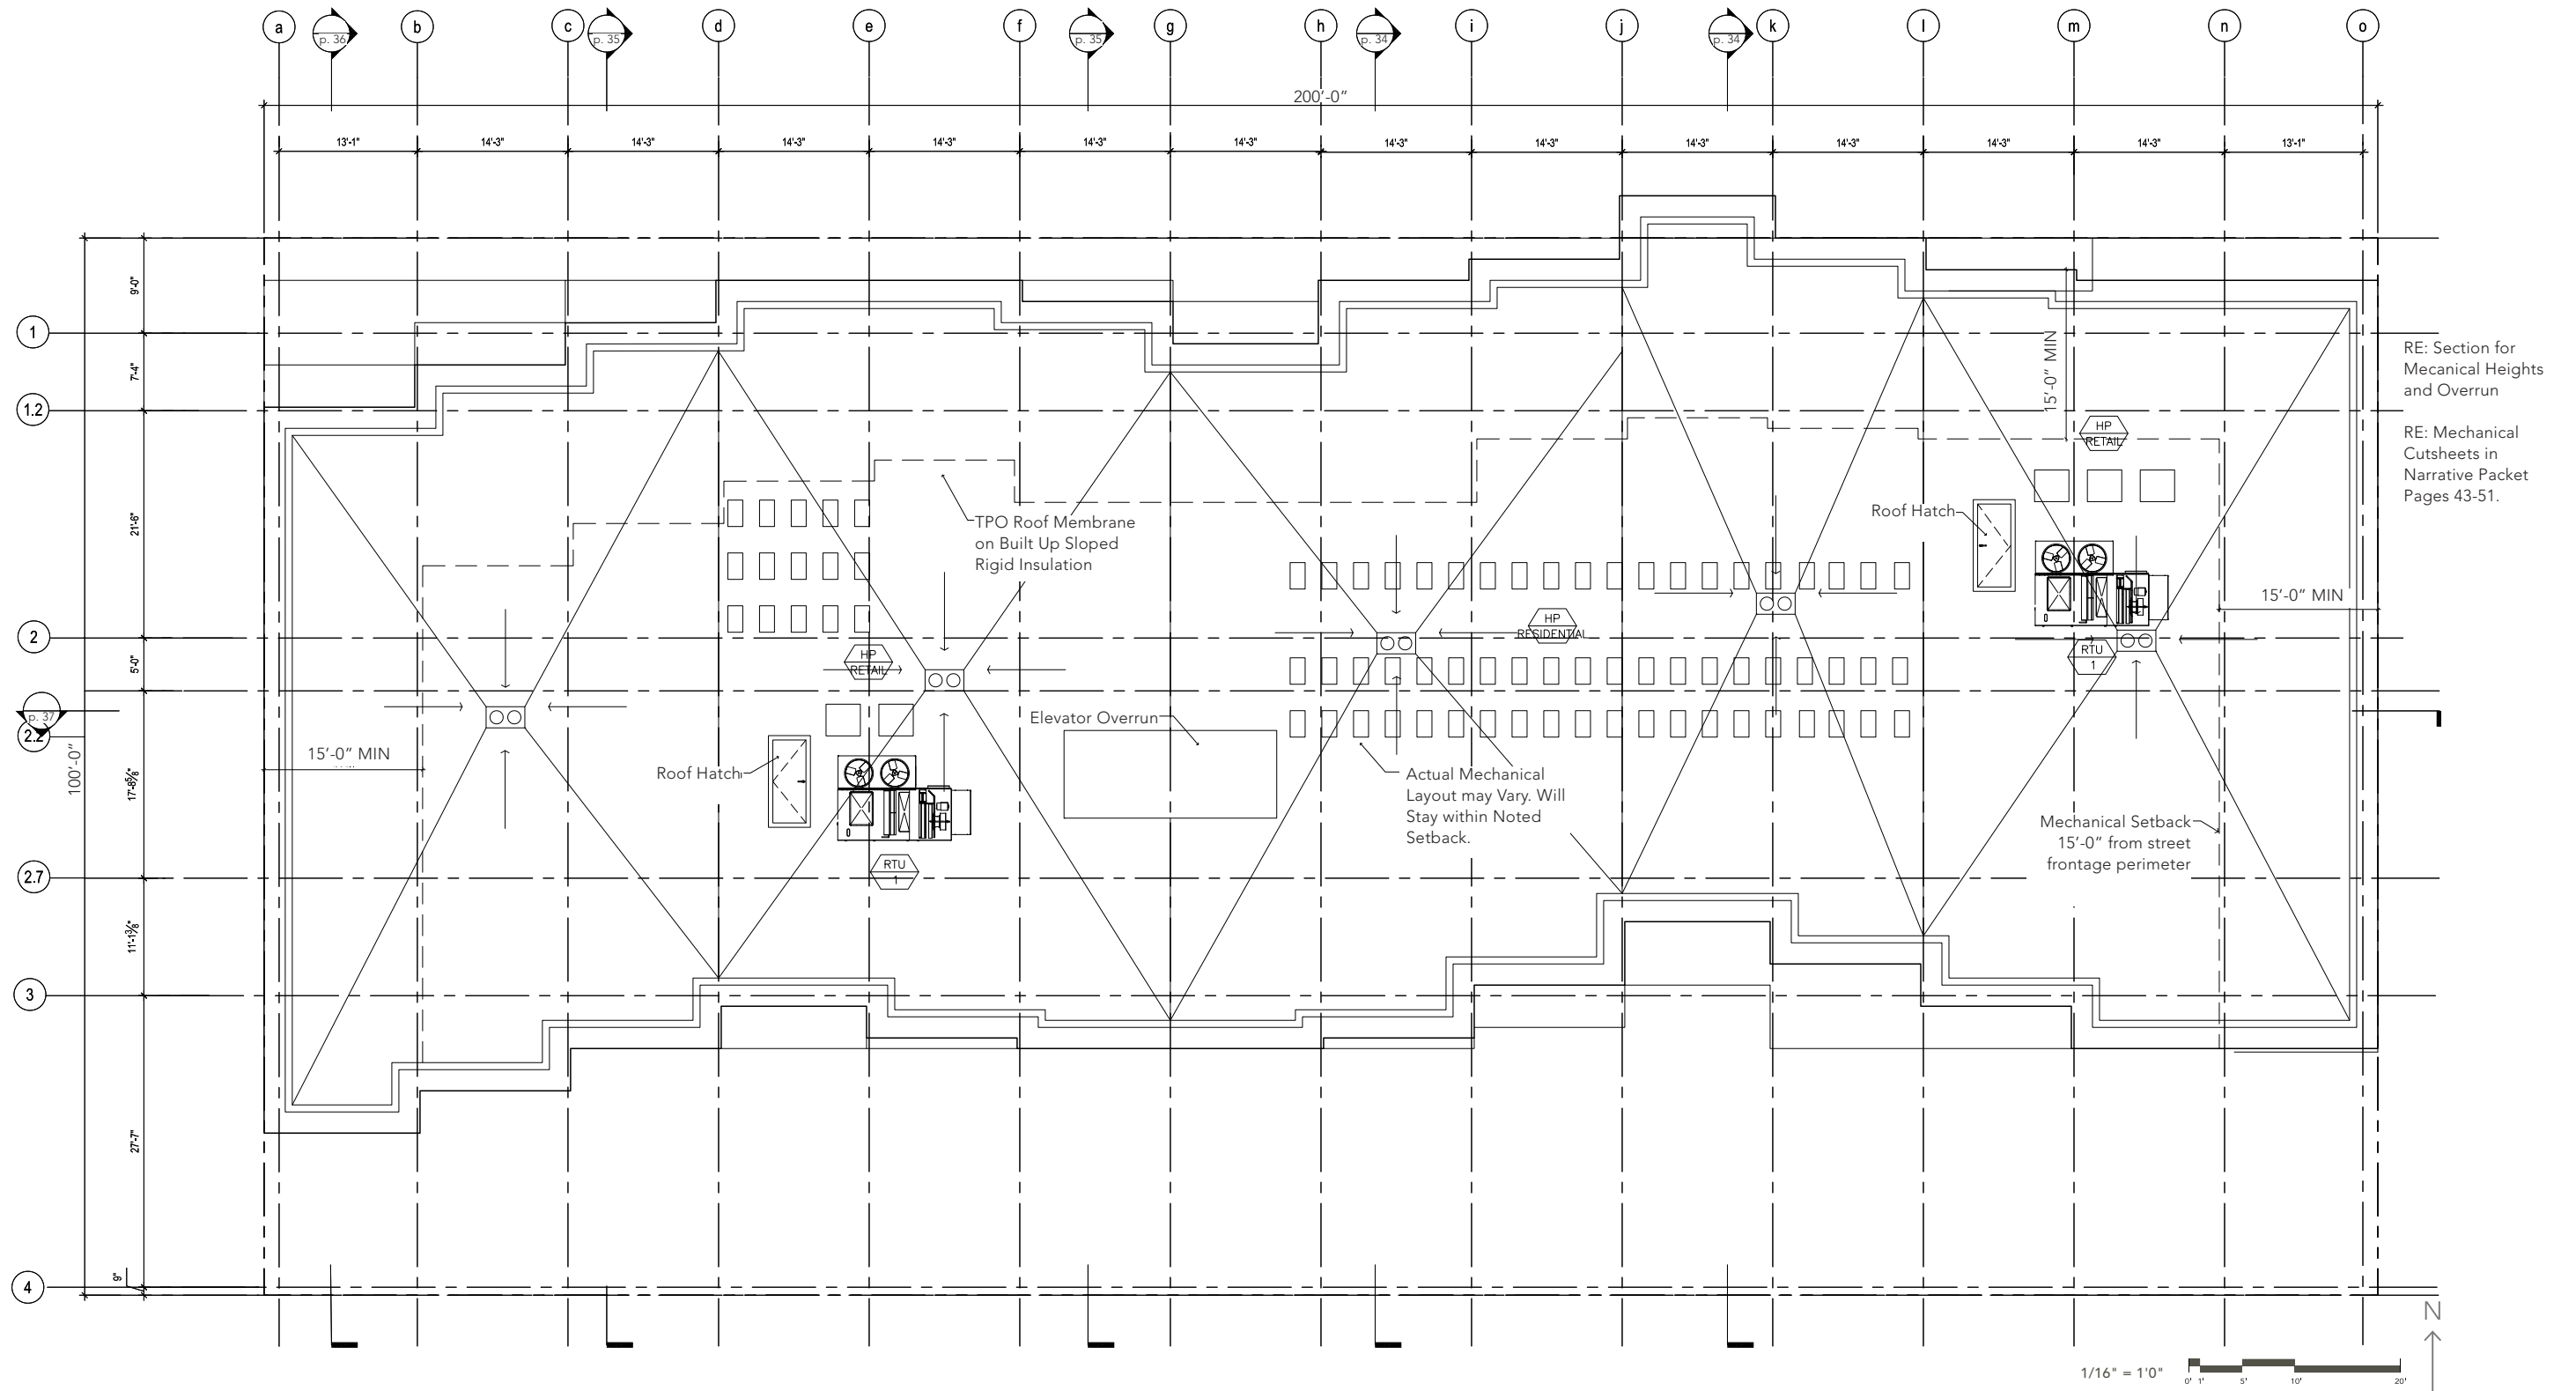 a b c d e f g h i j k l m n o
p. 36 p. 35 p. 35 p. 34 p. 34
200'-0"
13'-1" 14'-3" 14'-3" 14'-3" 14'-3" 14'-3" 14'-3" 14'-3" 14'-3" 14'-3" 14'-3" 14'-3" 14'-3" 13'-1"
9'-0"
1
7'-4"
1.2
21'-6"
2
5'-0"
p. 37
2.2
100'-0"
17'-8⅝"
2.7
11'-1⅜"
3
27'-7"
9"
4
15'-0" MIN
HP
RETAIL
RE: Section for
Mecanical Heights
and Overrun
RE: Mechanical
Cutsheets in
Narrative Packet
Pages 43-51.
Roof Hatch
TPO Roof Membrane
on Built Up Sloped
Rigid Insulation
15'-0" MIN
HP
RESIDENTIAL
RTU
1
HP
RETAIL
Elevator Overrun
15'-0" MIN
Roof Hatch
Actual Mechanical
Layout may Vary. Will
Stay within Noted
Setback.
Mechanical Setback
15'-0" from street
frontage perimeter
RTU
1
N
1/16" = 1'0"
0' 1' 5' 10' 20'